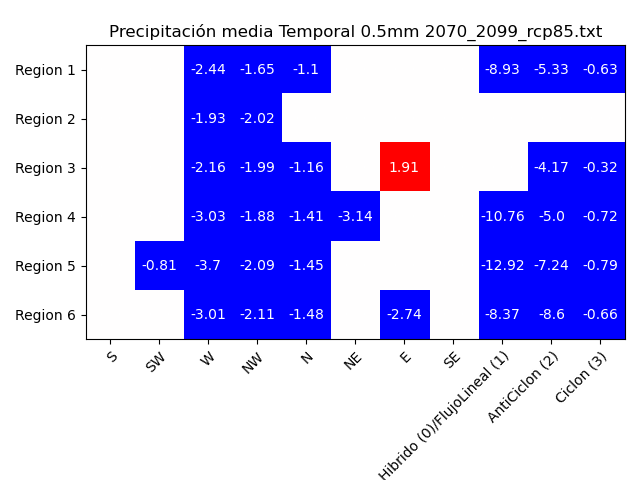 Precipitación media Temporal 0.5mm 2070_2099_rcp85.txt
Region 1 -2.44 -1.65 -1.1 -8.93 -5.33 -0.63
Region 2 -1.93 -2.02
Region 3 -2.16 -1.99 -1.16 1.91 -4.17 -0.32
Region 4 -3.03 -1.88 -1.41 -3.14 -10.76 -5.0 -0.72
Region 5 -0.81 -3.7 -2.09 -1.45 -12.92 -7.24 -0.79
Region 6 -3.01 -2.11 -1.48 -2.74 -8.37 -8.6 -0.66
S SW W NW N NE E SE Hibrido (0)/FlujoLineal (1) AntiCiclon (2) Ciclon (3)